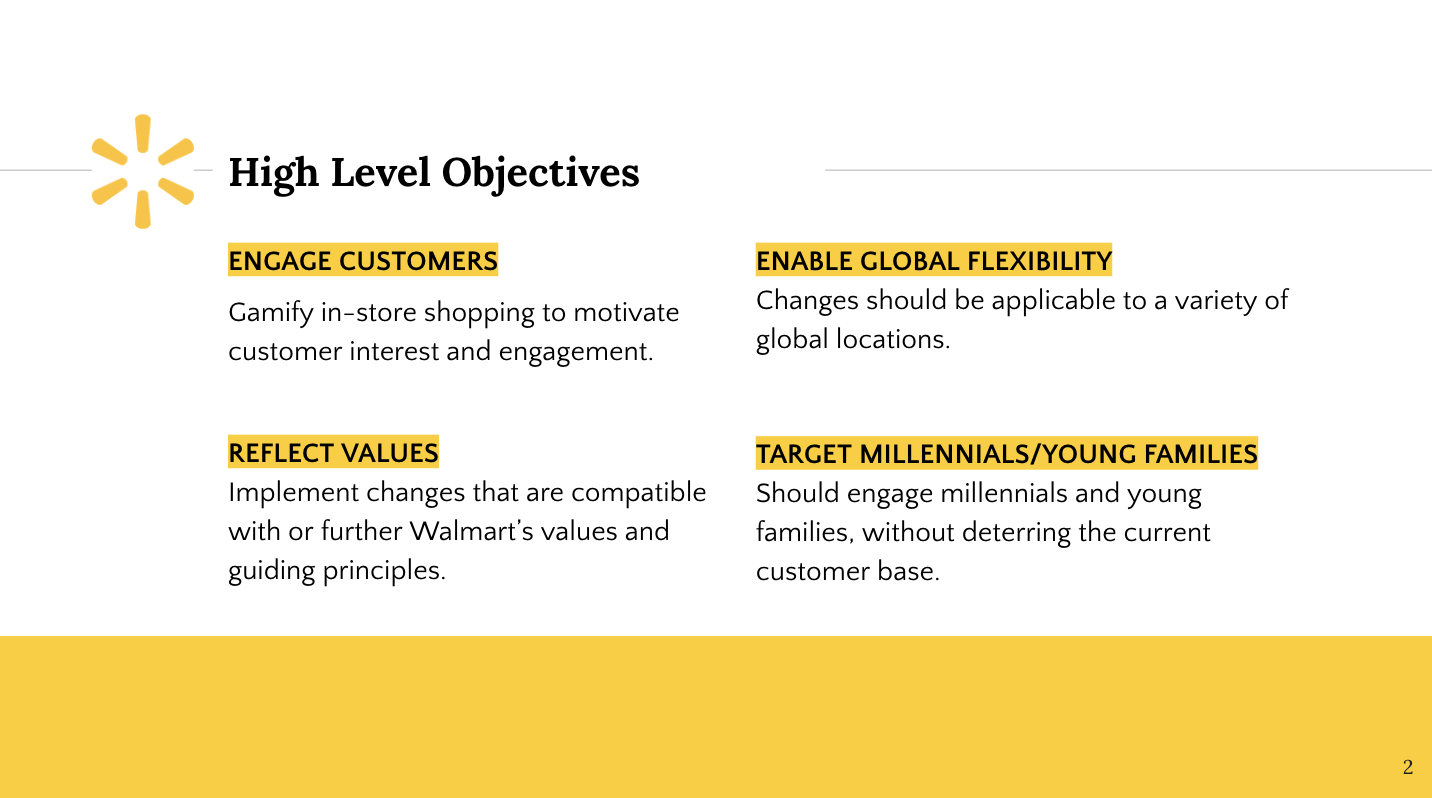 High Level Objectives
ENGAGE CUSTOMERS
Gamify in-store shopping to motivate
customer interest and engagement.
ENABLE GLOBAL FLEXIBILITY
Changes should be applicable to a variety of
global locations.
REFLECT VALUES
Implement changes that are compatible
with or further Walmart’s values and
guiding principles.
TARGET MILLENNIALS/YOUNG FAMILIES
Should engage millennials and young
families, without deterring the current
customer base.
2